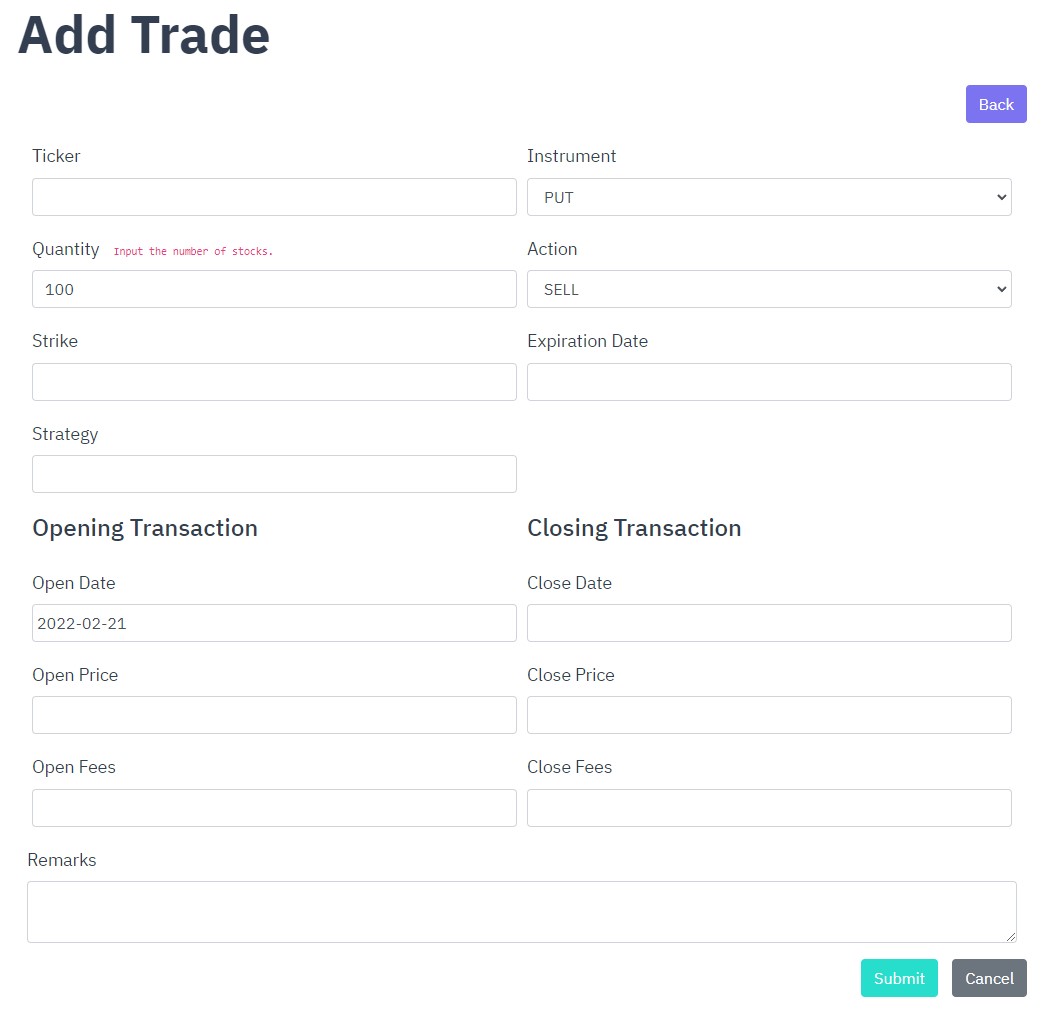 Add Trade
Back
Ticker
Instrument
PUT
Quantity Input the number of stocks.
Action
100
SELL
Strike
Expiration Date
Strategy
Opening Transaction
Closing Transaction
Open Date
Close Date
2022-02-21
Open Price
Close Price
Open Fees
Close Fees
Remarks
Submit
Cancel